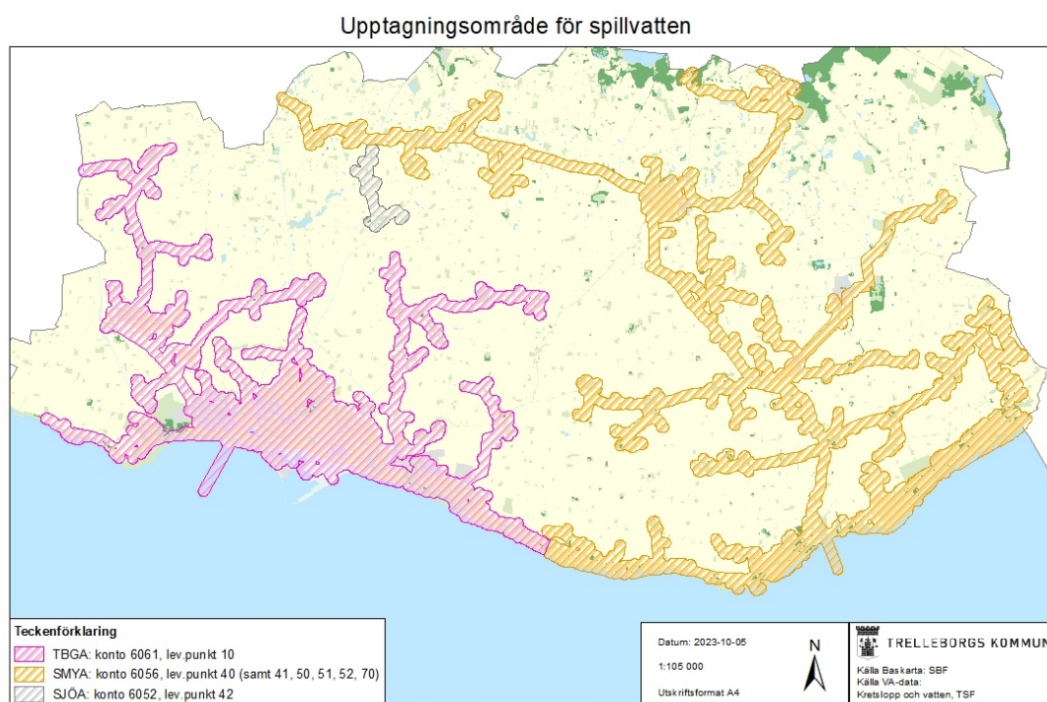 Upptagningsområde för spillvatten
Teckenförklaring
TBGA: konto 6061, lev.punkt 10
SMYA: konto 6056, lev.punkt 40 (samt 41, 50, 51, 52, 70)
SJÖA: konto 6052, lev.punkt 42
Datum: 2023-10-05
1:105 000
Utskriftsformat A4
N
TRELLEBORGS KOMMUN
Källa Baskarta: SBF
Källa VA-data:
Kretslopp och vatten, TSF